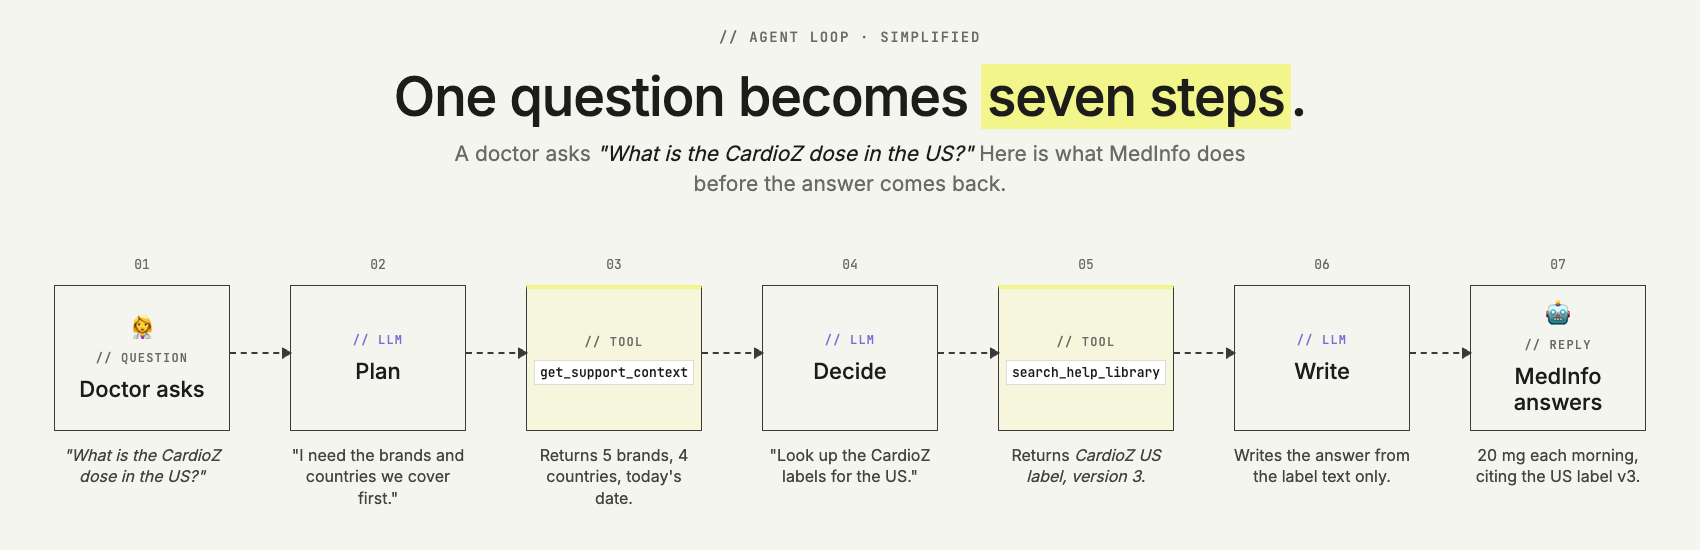 // AGENT LOOP · SIMPLIFIED
One question becomes seven steps.
A doctor asks "What is the CardioZ dose in the US?" Here is what MedInfo does
before the answer comes back.
01
// QUESTION
Doctor asks
"What is the CardioZ
dose in the US?"
02
// LLM
Plan
"I need the brands and
countries we cover
first."
03
// TOOL
get_support_context
Returns 5 brands, 4
countries, today's
date.
04
// LLM
Decide
"Look up the CardioZ
labels for the US."
05
// TOOL
search_help_library
Returns CardioZ US
label, version 3.
06
// LLM
Write
Writes the answer from
the label text only.
07
// REPLY
MedInfo
answers
20 mg each morning,
citing the US label v3.